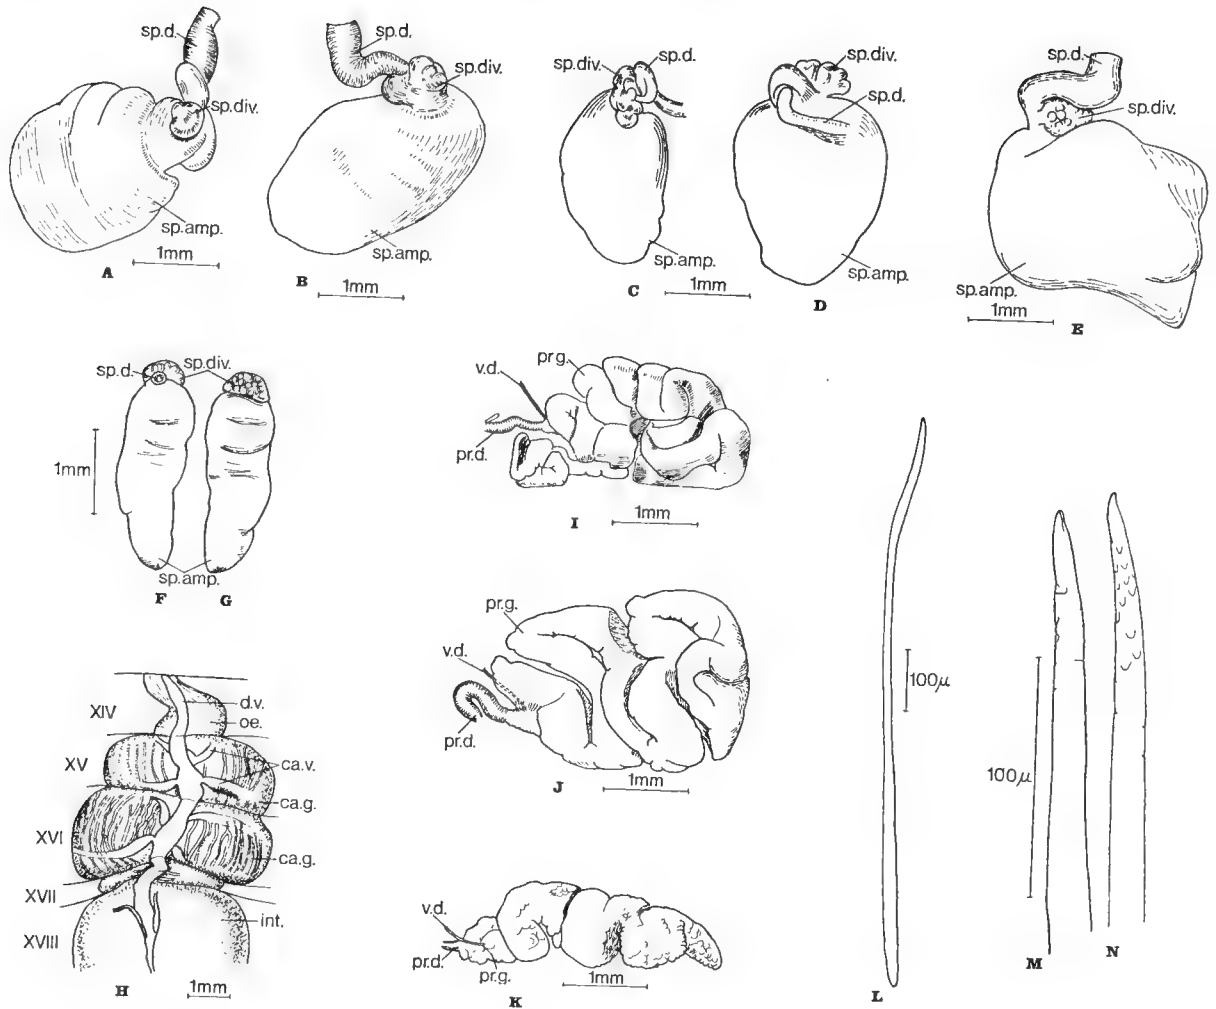 sp.d.
sp.div.
sp.amp.
1mm
A
sp.d.
sp.div.
sp.amp.
1mm
B
sp.div.
sp.d.
sp.amp.
C
1mm
sp.div.
sp.d.
sp.amp.
D
sp.d.
sp.div.
sp.amp.
1mm
E
sp.d.
sp.div.
1mm
sp.amp.
F
G
XIV
XV
XVI
XVII
XVIII
d.v.
oe.
ca.v.
ca.g.
ca.g.
int.
H
1mm
pr.g.
v.d.
pr.d.
I
1mm
pr.g.
v.d.
pr.d.
J
1mm
v.d.
pr.d.
pr.g.
1mm
K
100μ
L
100μ
M
N